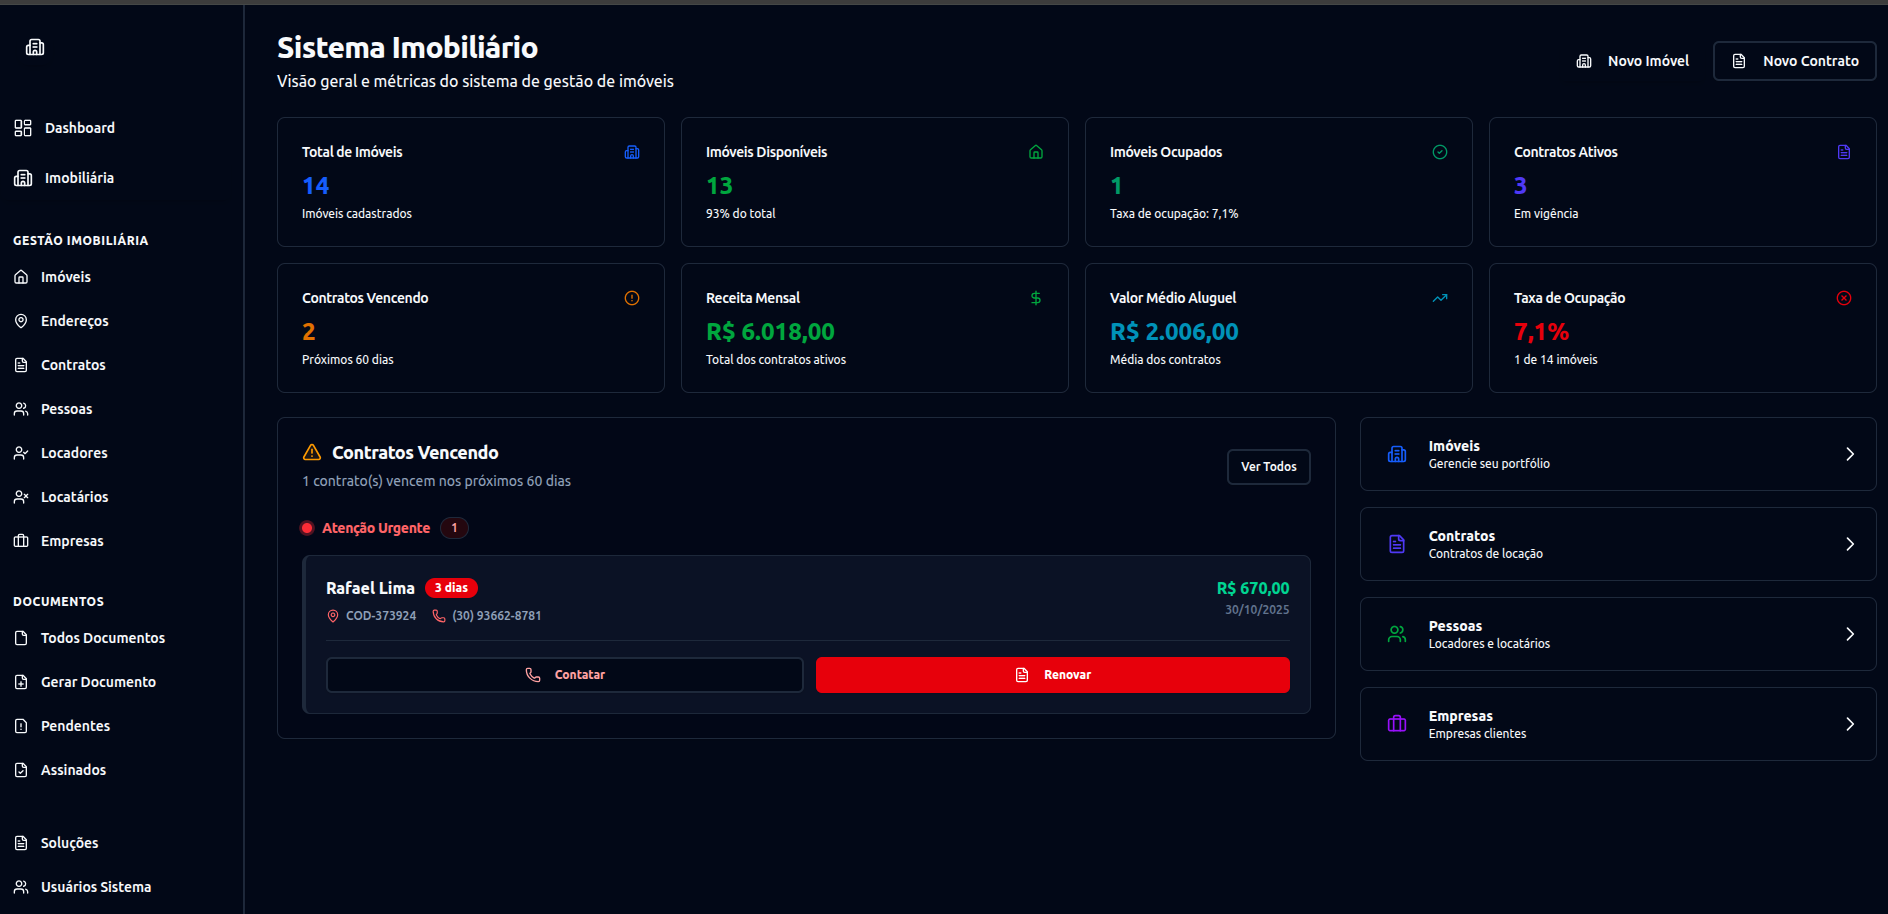 Dashboard
Imobiliária
GESTÃO IMOBILIÁRIA
Imóveis
Endereços
Contratos
Pessoas
Locadores
Locatários
Empresas
DOCUMENTOS
Todos Documentos
Gerar Documento
Pendentes
Assinados
Soluções
Usuários Sistema
Sistema Imobiliário
Visão geral e métricas do sistema de gestão de imóveis
Novo Imóvel
Novo Contrato
Total de Imóveis
14
Imóveis cadastrados
Imóveis Disponíveis
13
93% do total
Imóveis Ocupados
1
Taxa de ocupação: 7,1%
Contratos Ativos
3
Em vigência
Contratos Vencendo
2
Próximos 60 dias
Receita Mensal
R$ 6.018,00
Total dos contratos ativos
Valor Médio Aluguel
R$ 2.006,00
Média dos contratos
Taxa de Ocupação
7,1%
1 de 14 imóveis
Contratos Vencendo
1 contrato(s) vencem nos próximos 60 dias
Ver Todos
Atenção Urgente 1
Rafael Lima 3 dias
COD-373924 (30) 93662-8781
R$ 670,00
30/10/2025
Contatar
Renovar
Imóveis
Gerencie seu portfólio
Contratos
Contratos de locação
Pessoas
Locadores e locatários
Empresas
Empresas clientes